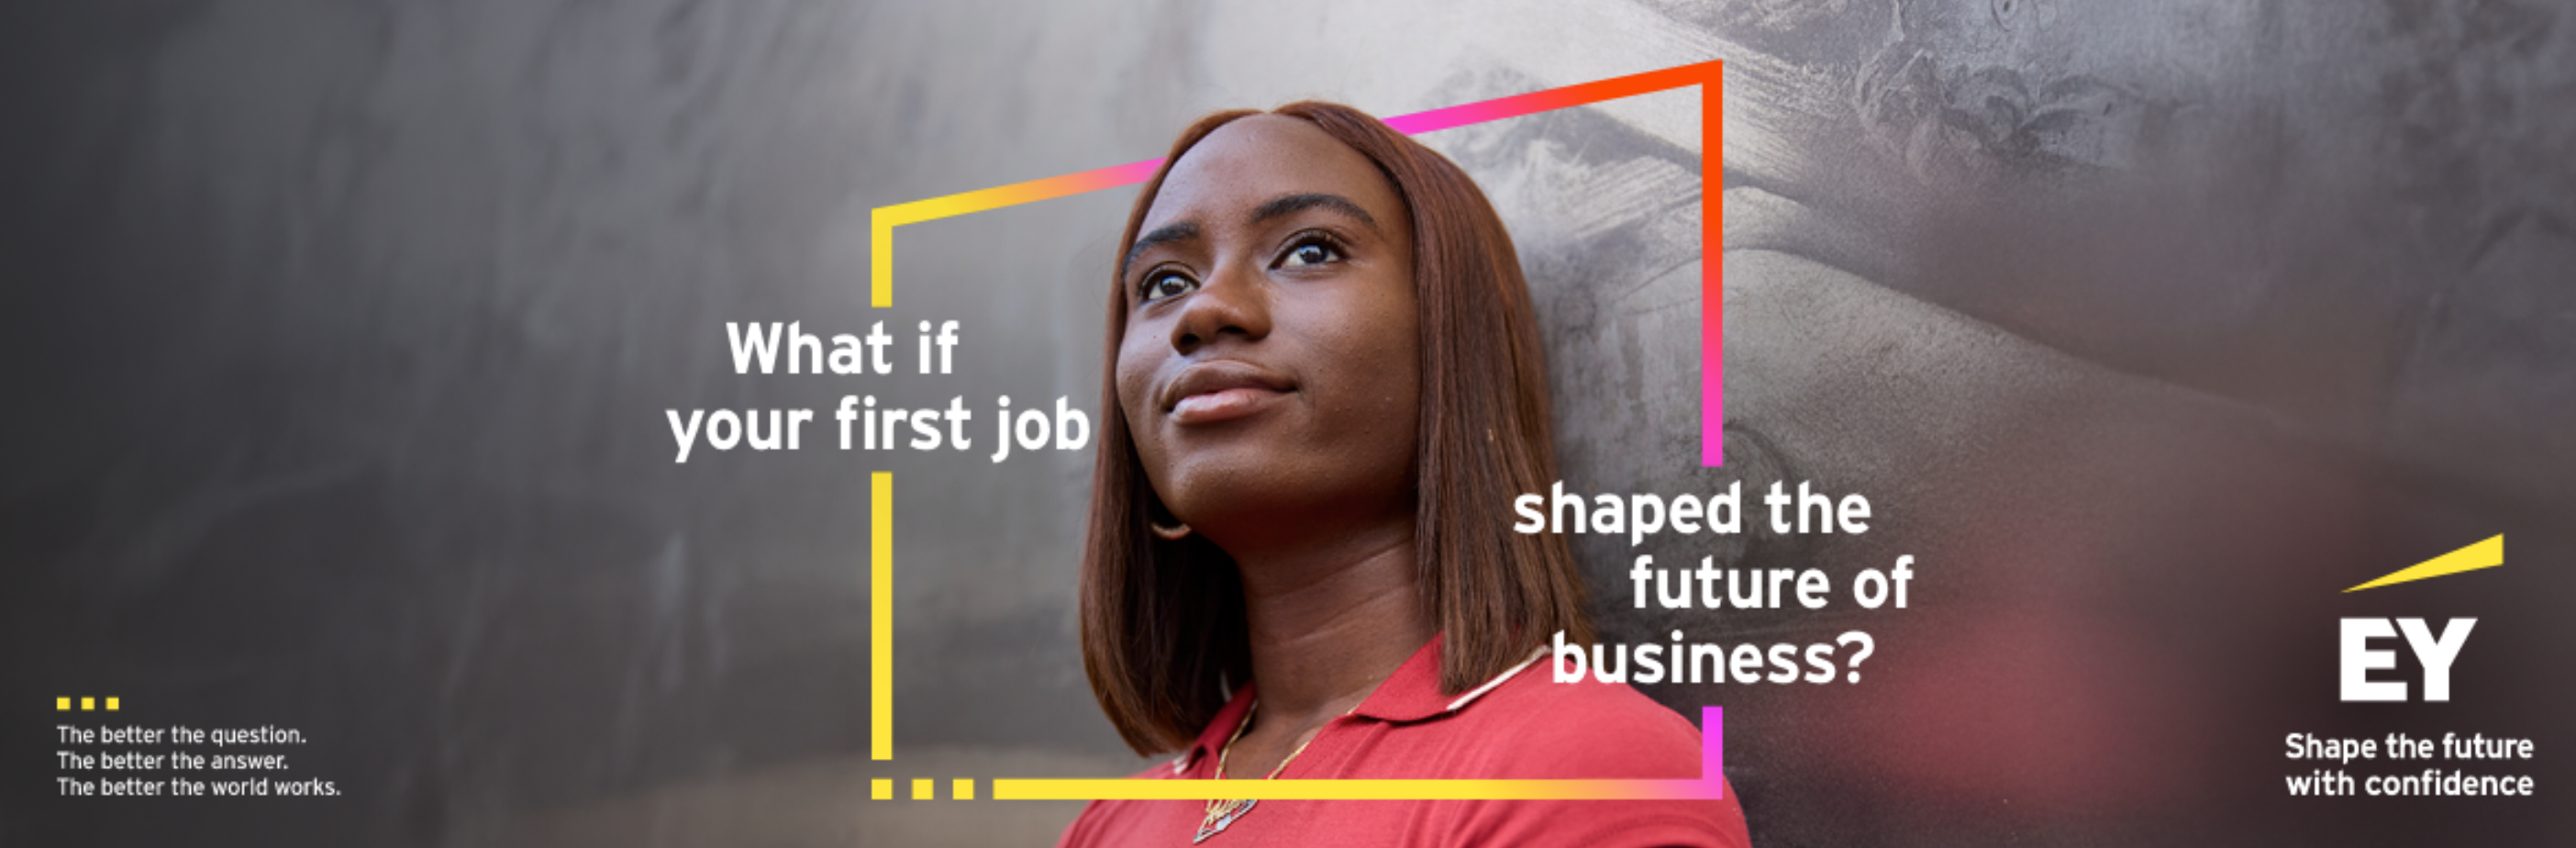 What if
your first job
shaped the
future of
business?
The better the question.
The better the answer.
The better the world works.
EY
Shape the future
with confidence